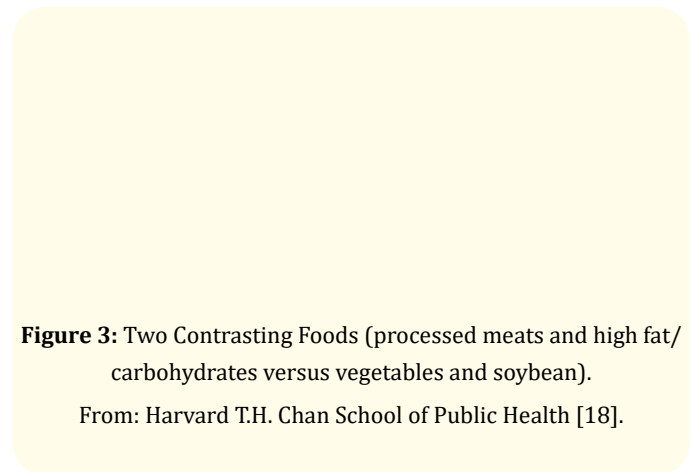 Figure 3: Two Contrasting Foods (processed meats and high fat/
carbohydrates versus vegetables and soybean).
From: Harvard T.H. Chan School of Public Health [18].